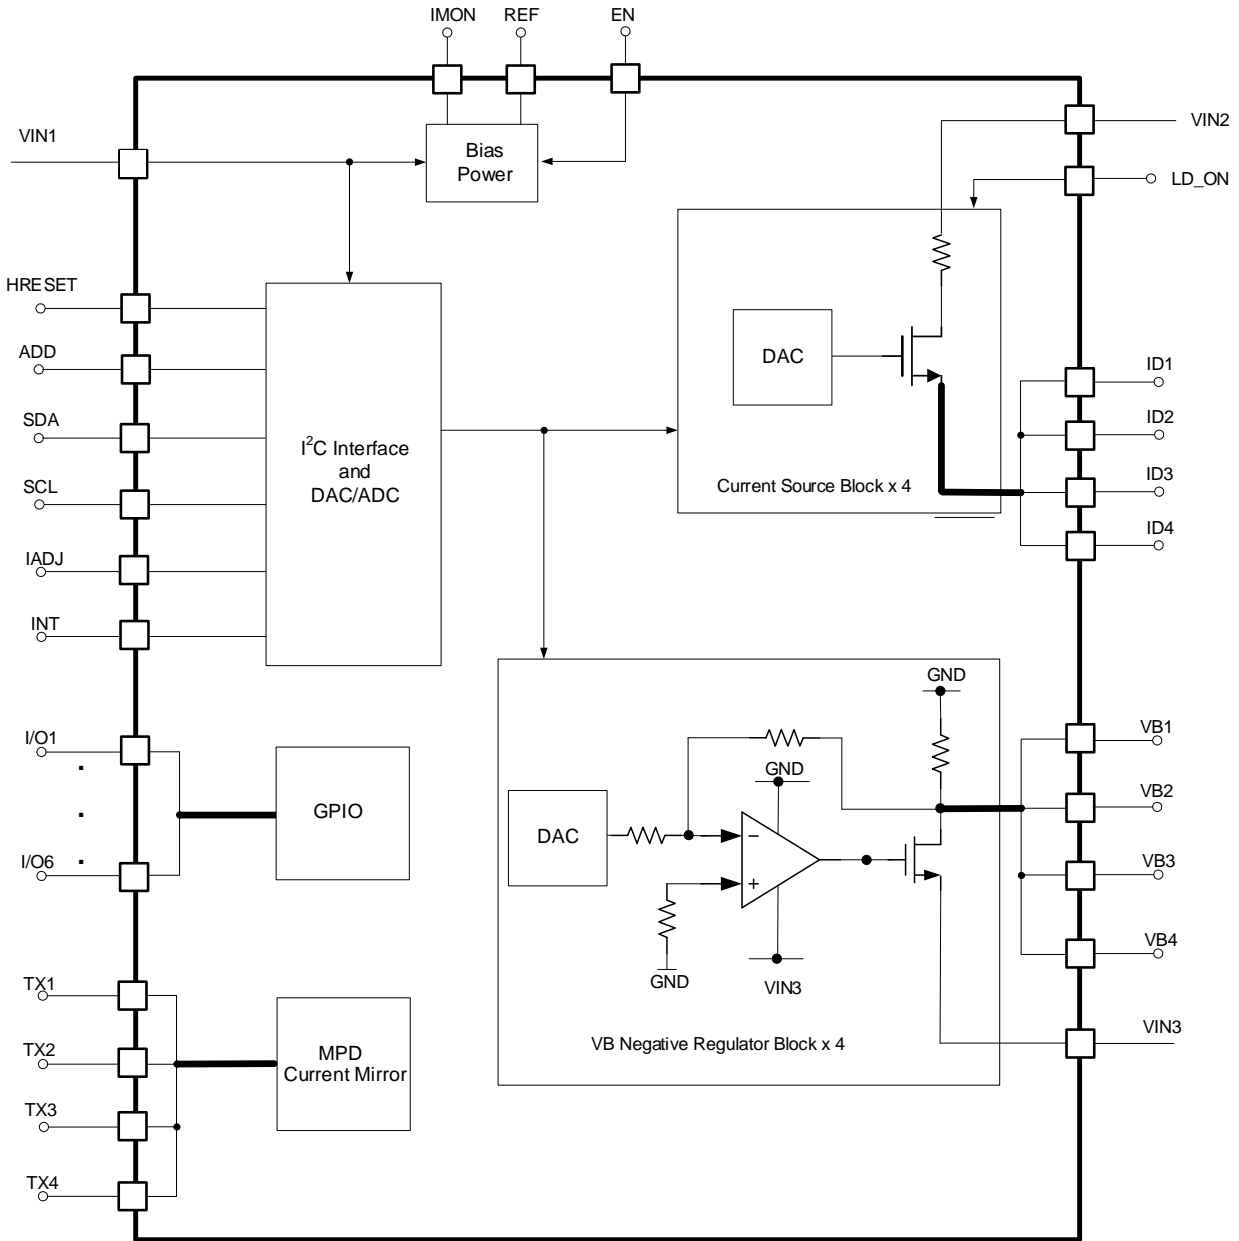 IMON
REF
EN
VIN1
Bias
Power
VIN2
LD_ON
HRESET
ADD
SDA
SCL
IADJ
INT
I²C Interface
and
DAC/ADC
DAC
Current Source Block x 4
ID1
ID2
ID3
ID4
I/O1
.
.
.
I/O6
GPIO
GND
GND
DAC
−
+
GND
VIN3
VB Negative Regulator Block x 4
VB1
VB2
VB3
VB4
VIN3
TX1
TX2
TX3
TX4
MPD
Current Mirror